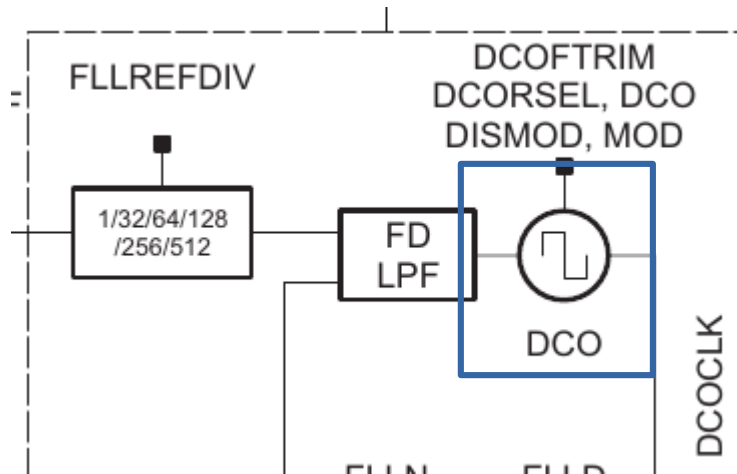 DCOFTRIM
FLLREFDIV
DCORSEL, DCO
DISMOD, MOD
1/32/64/128
/256/512
FD
LPF
DCO
DCOCLK